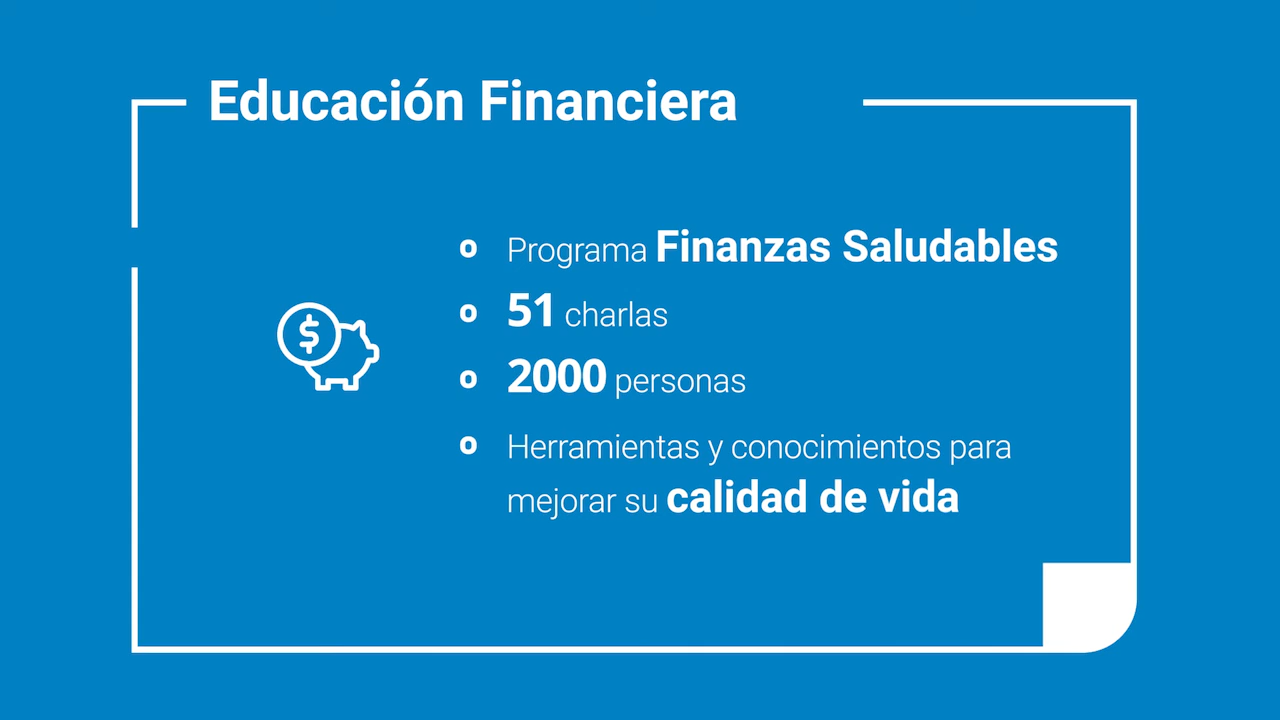 Educación Financiera
o Programa Finanzas Saludables
o 51 charlas
o 2000 personas
o Herramientas y conocimientos para
mejorar su calidad de vida
$